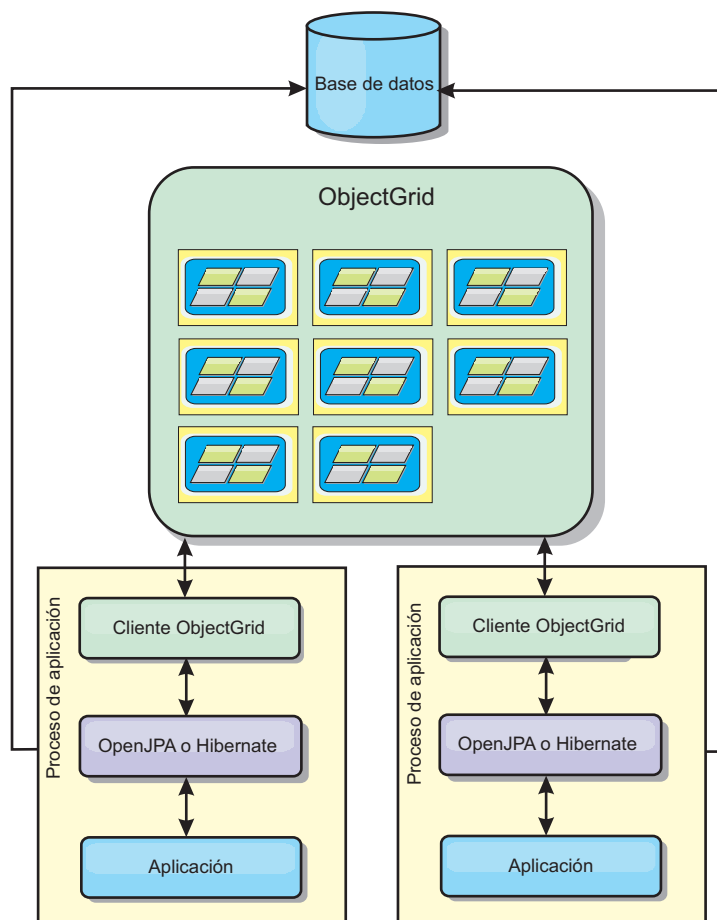 Base de datos
ObjectGrid
Proceso de aplicación
Cliente ObjectGrid
OpenJPA o Hibernate
Aplicación
Proceso de aplicación
Cliente ObjectGrid
OpenJPA o Hibernate
Aplicación